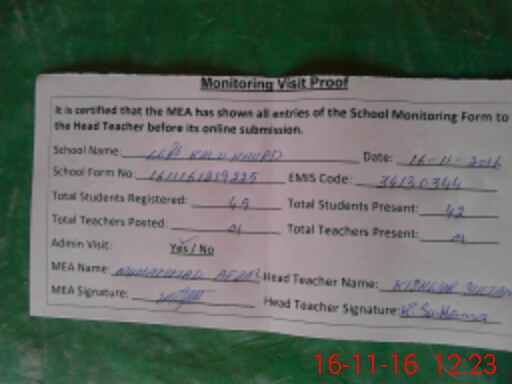 Monitoring Visit Proof
It is certified that the MEA has shown all entries of the School Monitoring Form to
the Head Teacher before its online submission.
School Name: Date: 16-11-2016
School Form No: EMIS Code: 36130344
Total Students Registered: 49 Total Students Present: 42
Total Teachers Posted: Total Teachers Present:
Admin Visit: Yes / No
MEA Name: MUHAMMAD Head Teacher Name:
MEA Signature: Head Teacher Signature:
16-11-16 12:23